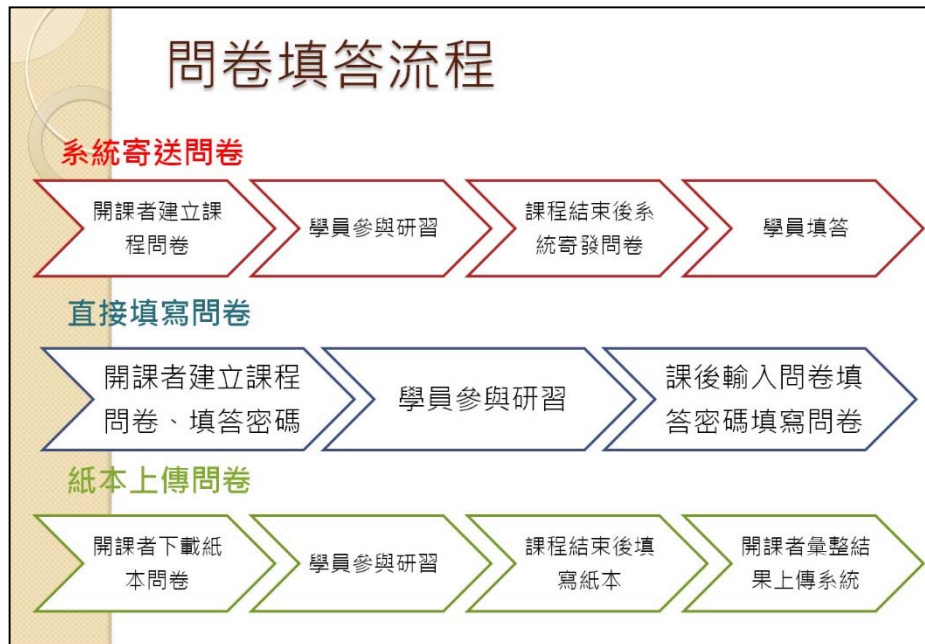 問卷填答流程
系統寄送問卷
開課者建立課
程問卷
學員參與研習
課程結束後系
統寄發問卷
學員填答
直接填寫問卷
開課者建立課程
問卷、填答密碼
學員參與研習
課後輸入問卷填
答密碼填寫問卷
紙本上傳問卷
開課者下載紙
本問卷
學員參與研習
課程結束後填
寫紙本
開課者彙整結
果上傳系統